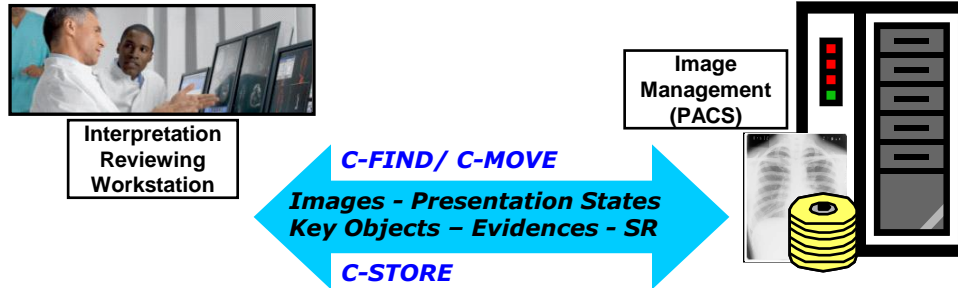 Interpretation
Reviewing
Workstation
Image
Management
(PACS)
C-FIND/ C-MOVE
Images - Presentation States
Key Objects – Evidences - SR
C-STORE